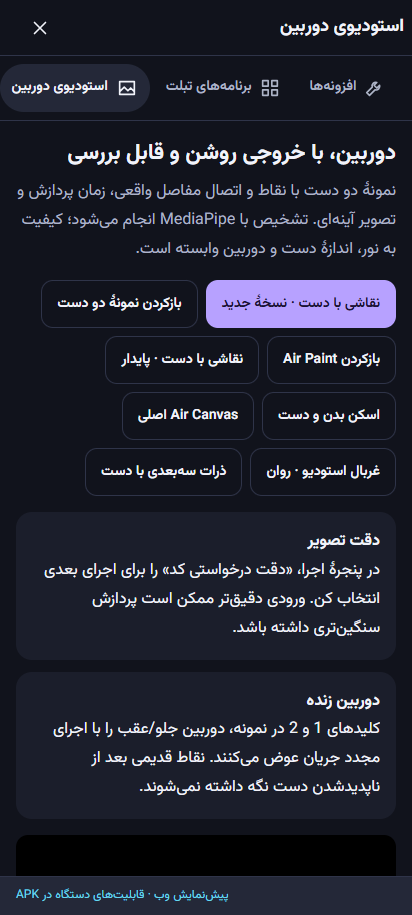 استودیوی دوربین
افزونه‌ها
برنامه‌های تبلت
استودیوی دوربین
دوربین، با خروجی روشن و قابل بررسی
نمونهٔ دو دست با نقاط و اتصال مفاصل واقعی، زمان پردازش و
تصویر آینه‌ای. تشخیص با MediaPipe انجام می‌شود؛ کیفیت
به نور، اندازهٔ دست و دوربین وابسته است.
نقاشی با دست · نسخهٔ جدید
بازکردن نمونهٔ دو دست
بازکردن Air Paint
نقاشی با دست · پایدار
اسکن بدن و دست
Air Canvas اصلی
غربال استودیو · روان
ذرات سه‌بعدی با دست
دقت تصویر
در پنجرهٔ اجرا، «دقت درخواستی کد» را برای اجرای بعدی
انتخاب کن. ورودی دقیق‌تر ممکن است پردازش
سنگین‌تری داشته باشد.
دوربین زنده
کلیدهای 1 و 2 در نمونه، دوربین جلو/عقب را با اجرای
مجدد جریان عوض می‌کنند. نقاط قدیمی بعد از
ناپدیدشدن دست نگه داشته نمی‌شوند.
پیش‌نمایش وب · قابلیت‌های دستگاه در APK